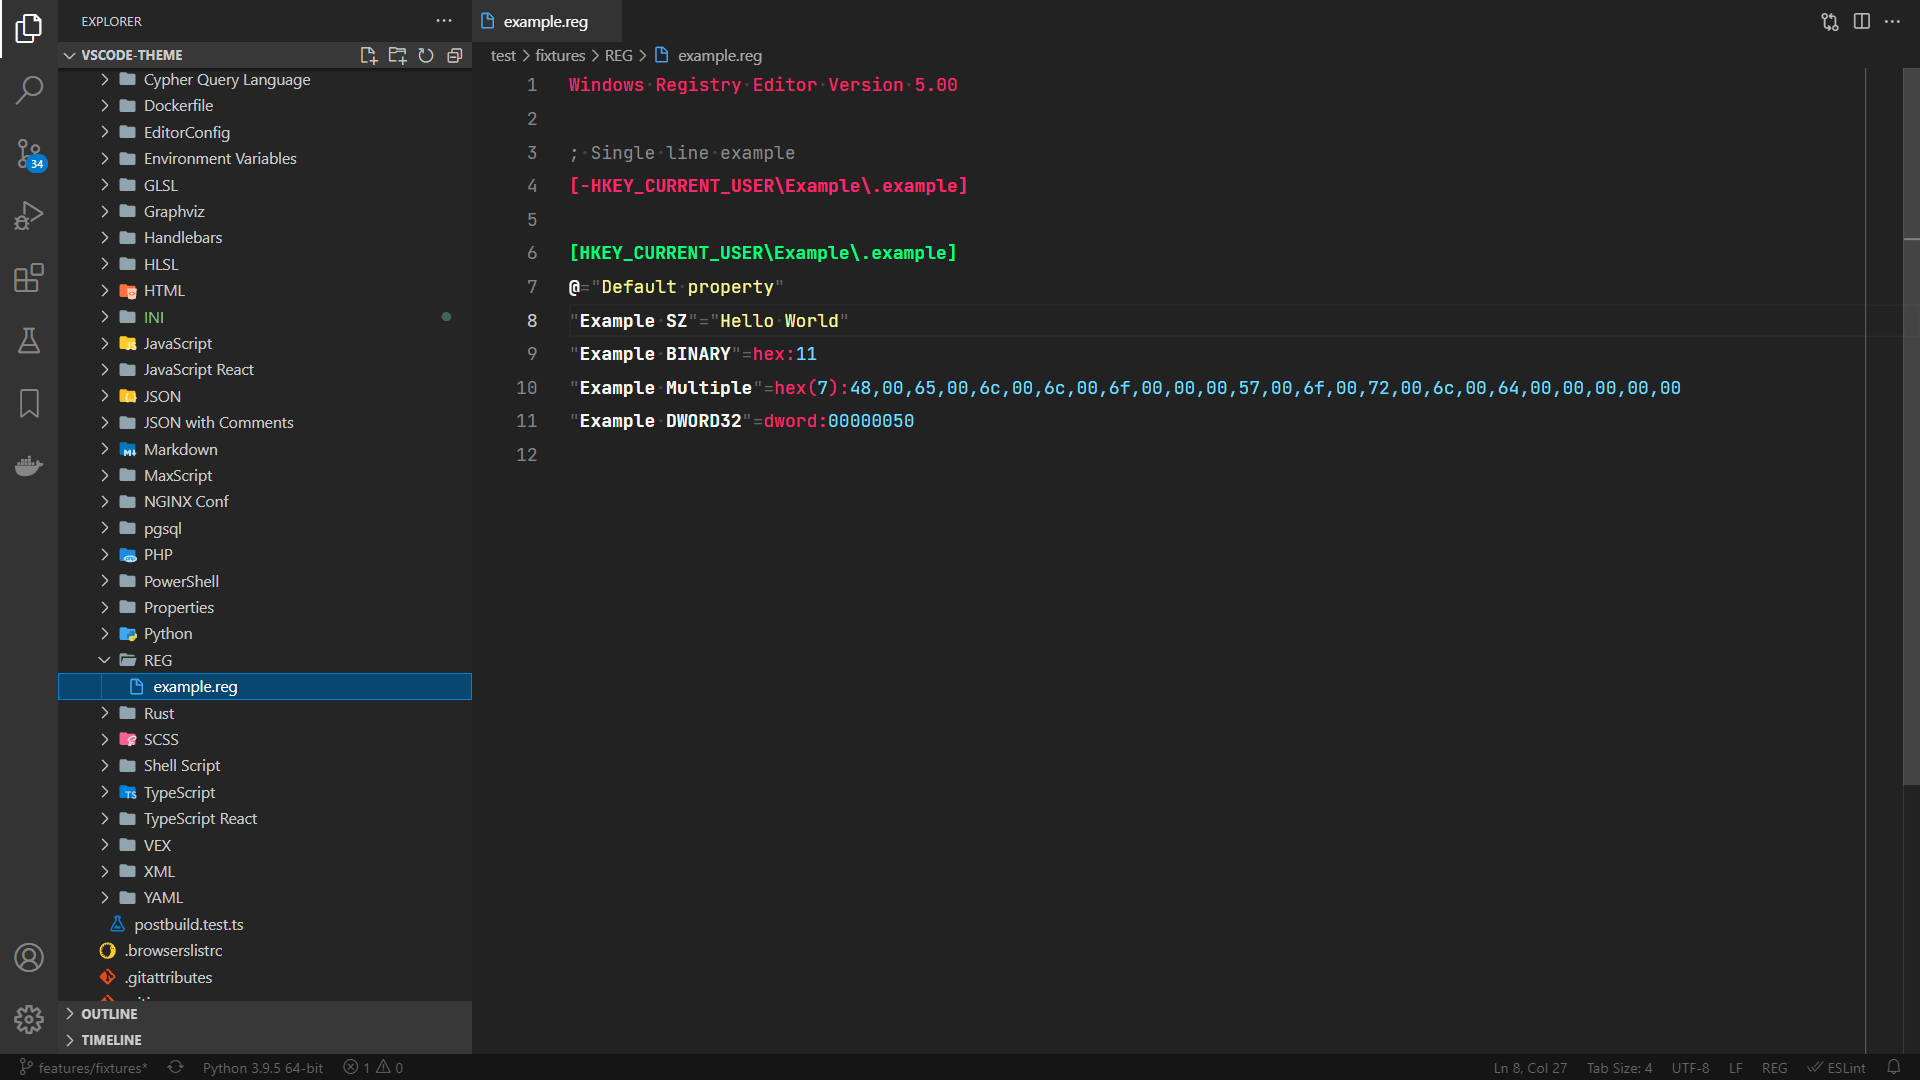 EXPLORER
VSCODE-THEME
Cypher Query Language
Dockerfile
EditorConfig
Environment Variables
GLSL
Graphviz
Handlebars
HLSL
HTML
INI
JavaScript
JavaScript React
JSON
JSON with Comments
Markdown
MaxScript
NGINX Conf
pgsql
PHP
PowerShell
Properties
Python
REG
example.reg
Rust
SCSS
Shell Script
TypeScript
TypeScript React
VEX
XML
YAML
postbuild.test.ts
.browserslistrc
.gitattributes
OUTLINE
TIMELINE
34
example.reg
test > fixtures > REG > example.reg
1 Windows Registry Editor Version 5.00
2
3 ; Single line example
4 [-HKEY_CURRENT_USER\Example\.example]
5
6 [HKEY_CURRENT_USER\Example\.example]
7 @="Default property"
8 "Example SZ"="Hello World"
9 "Example BINARY"=hex:11
10 "Example Multiple"=hex(7):48,00,65,00,6c,00,6c,00,6f,00,00,00,57,00,6f,00,72,00,6c,00,64,00,00,00,00,00
11 "Example DWORD32"=dword:00000050
12
features/fixtures* Python 3.9.5 64-bit 1 0 Ln 8, Col 27 Tab Size: 4 UTF-8 LF REG ESLint